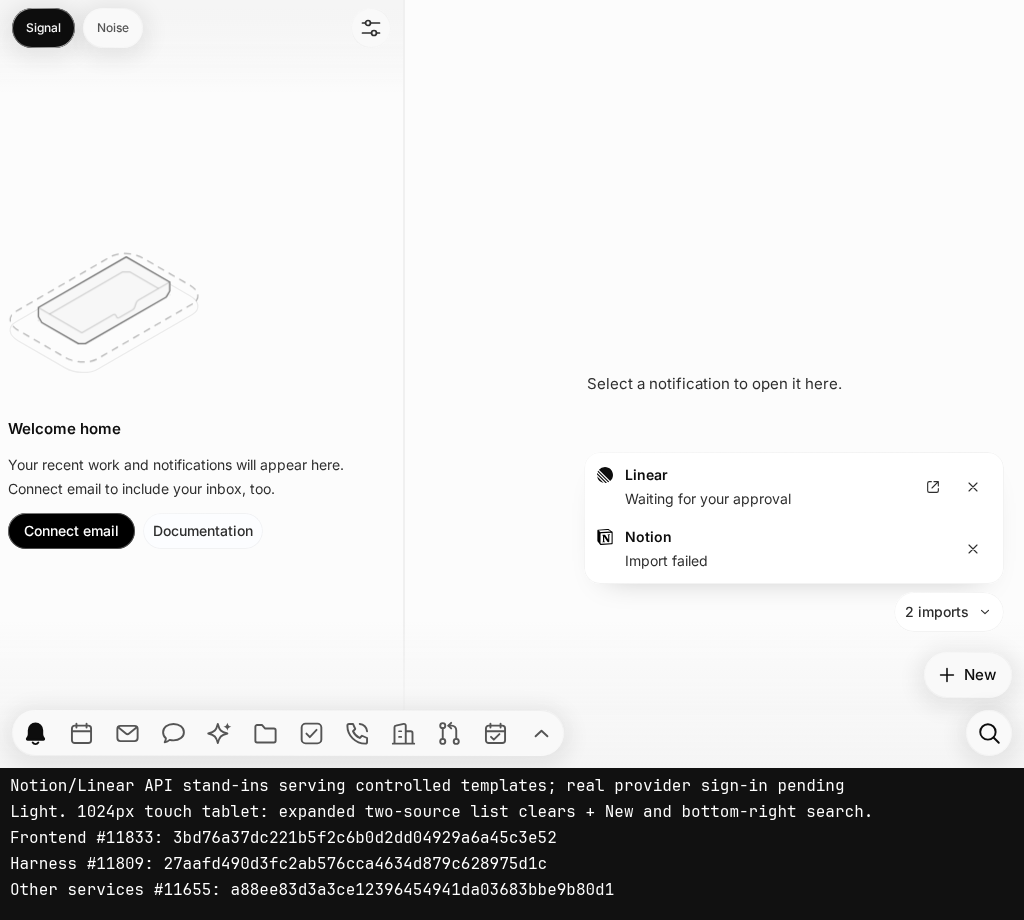 Signal
Noise
Welcome home
Your recent work and notifications will appear here.
Connect email to include your inbox, too.
Connect email
Documentation
Select a notification to open it here.
Linear
Waiting for your approval
Notion
Import failed
2 imports
New
Notion/Linear API stand-ins serving controlled templates; real provider sign-in pending
Light. 1024px touch tablet: expanded two-source list clears + New and bottom-right search.
Frontend #11833: 3bd76a37dc221b5f2c6b0d2dd04929a6a45c3e52
Harness #11809: 27aafd490d3fc2ab576cca4634d879c628975d1c
Other services #11655: a88ee83d3a3ce12396454941da03683bbe9b80d1